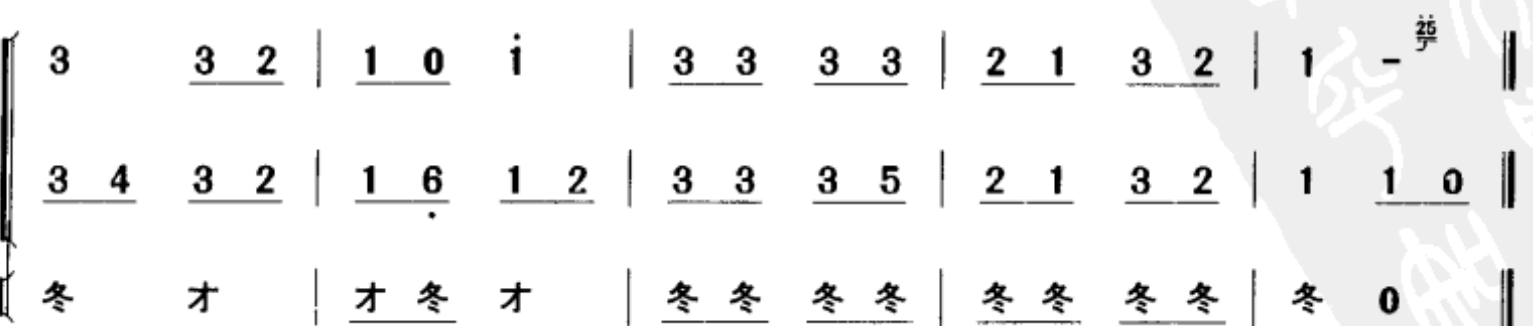 3 3 2 | 1 0 i | 3 3 3 3 | 2 1 3 2 | 1 - 25
3 4 3 2 | 1 6 1 2 | 3 3 3 5 | 2 1 3 2 | 1 1 0
冬 才 | 才 冬 才 | 冬 冬 冬 冬 | 冬 冬 冬 冬 | 冬 0